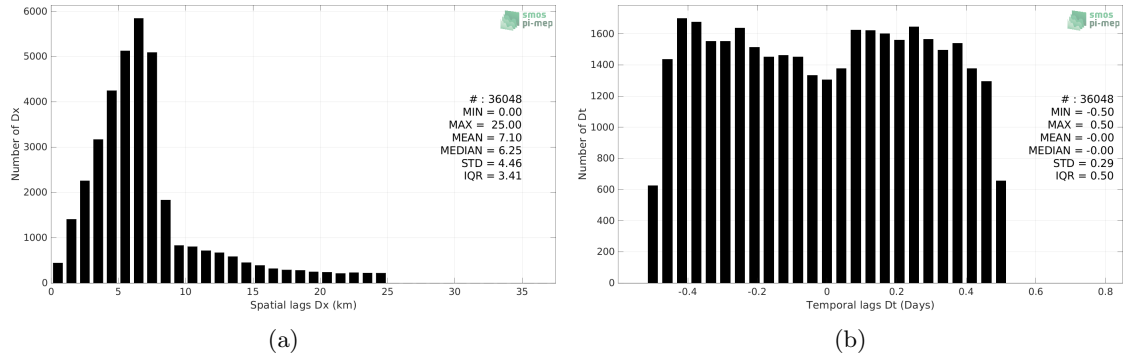 6000
5000
4000
3000
2000
1000
0
Number of Dx
smos
pi-mep
# : 36048
MIN = 0.00
MAX = 25.00
MEAN = 7.10
MEDIAN = 6.25
STD = 4.46
IQR = 3.41
0 5 10 15 20 25 30 35
Spatial lags Dx (km)
(a)
1600
1400
1200
1000
800
600
400
200
0
Number of Dt
smos
pi-mep
# : 36048
MIN = -0.50
MAX = 0.50
MEAN = -0.00
MEDIAN = -0.00
STD = 0.29
IQR = 0.50
-0.4 -0.2 0 0.2 0.4 0.6 0.8
Temporal lags Dt (Days)
(b)